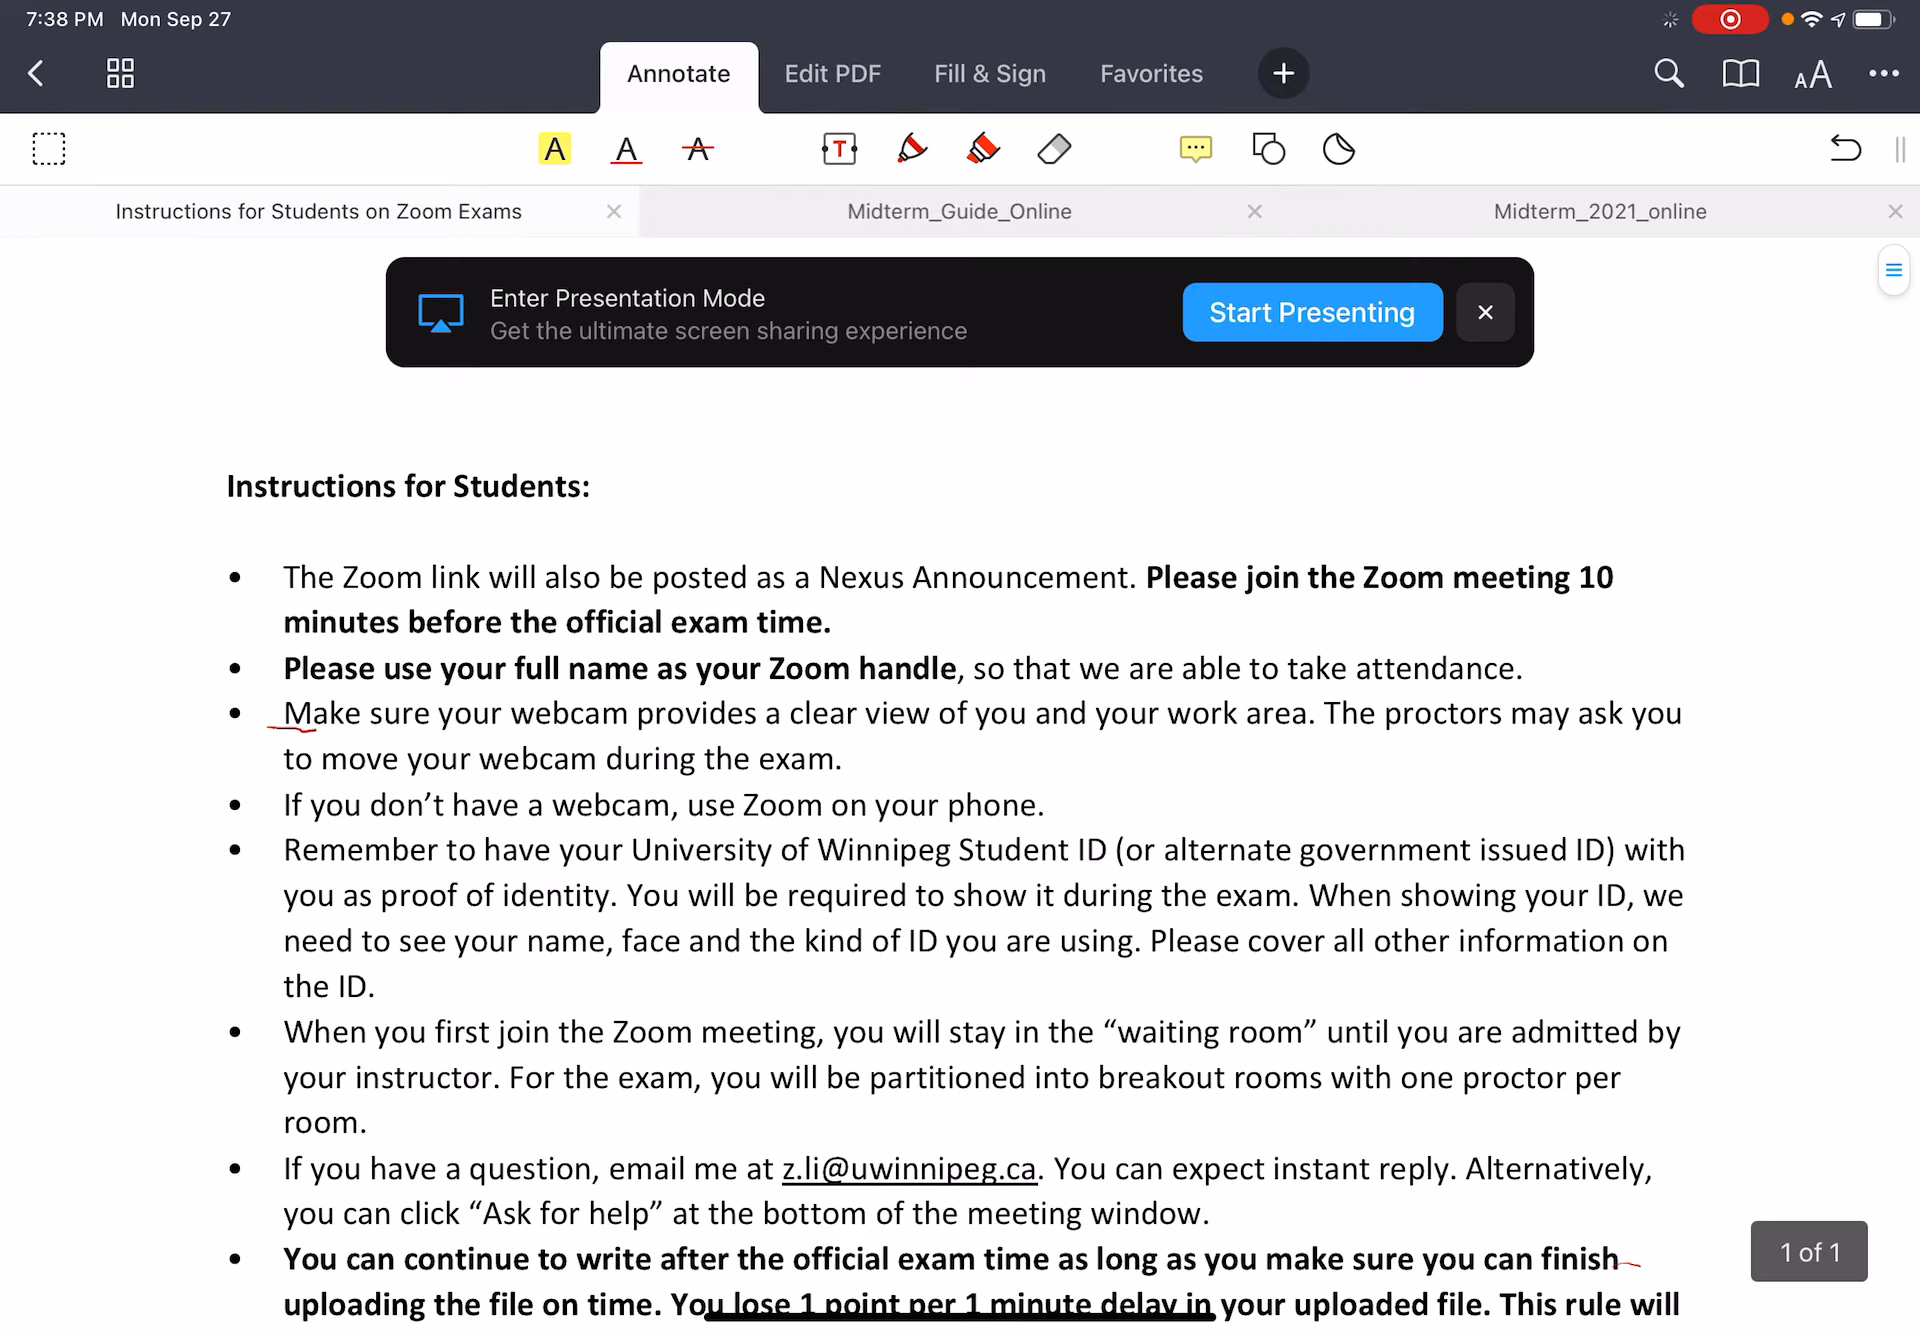 7:38 PM Mon Sep 27
Annotate Edit PDF Fill & Sign Favorites
AA
A A A T
Instructions for Students on Zoom Exams Midterm_Guide_Online Midterm_2021_online
Enter Presentation Mode
Get the ultimate screen sharing experience
Start Presenting
Instructions for Students:
• The Zoom link will also be posted as a Nexus Announcement. Please join the Zoom meeting 10
minutes before the official exam time.
• Please use your full name as your Zoom handle, so that we are able to take attendance.
• Make sure your webcam provides a clear view of you and your work area. The proctors may ask you
to move your webcam during the exam.
• If you don’t have a webcam, use Zoom on your phone.
• Remember to have your University of Winnipeg Student ID (or alternate government issued ID) with
you as proof of identity. You will be required to show it during the exam. When showing your ID, we
need to see your name, face and the kind of ID you are using. Please cover all other information on
the ID.
• When you first join the Zoom meeting, you will stay in the “waiting room” until you are admitted by
your instructor. For the exam, you will be partitioned into breakout rooms with one proctor per
room.
• If you have a question, email me at z.li@uwinnipeg.ca. You can expect instant reply. Alternatively,
you can click “Ask for help” at the bottom of the meeting window.
• You can continue to write after the official exam time as long as you make sure you can finish
uploading the file on time. You lose 1 point per 1 minute delay in your uploaded file. This rule will
1 of 1